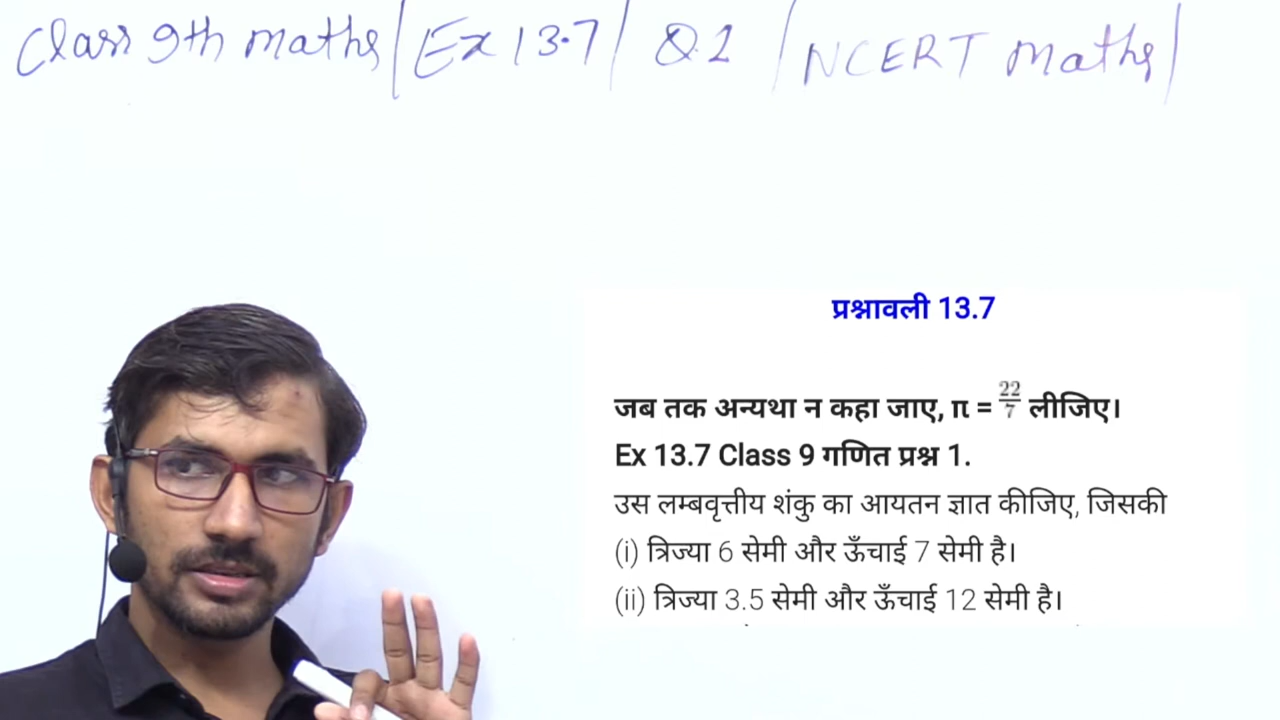 Class 9th maths | Ex 13.7 | Q.1 | NCERT Maths |
प्रश्नावली 13.7
जब तक अन्यथा न कहा जाए, π = 22/7 लीजिए।
Ex 13.7 Class 9 गणित प्रश्न 1.
उस लम्बवृत्तीय शंकु का आयतन ज्ञात कीजिए, जिसकी
(i) त्रिज्या 6 सेमी और ऊँचाई 7 सेमी है।
(ii) त्रिज्या 3.5 सेमी और ऊँचाई 12 सेमी है।